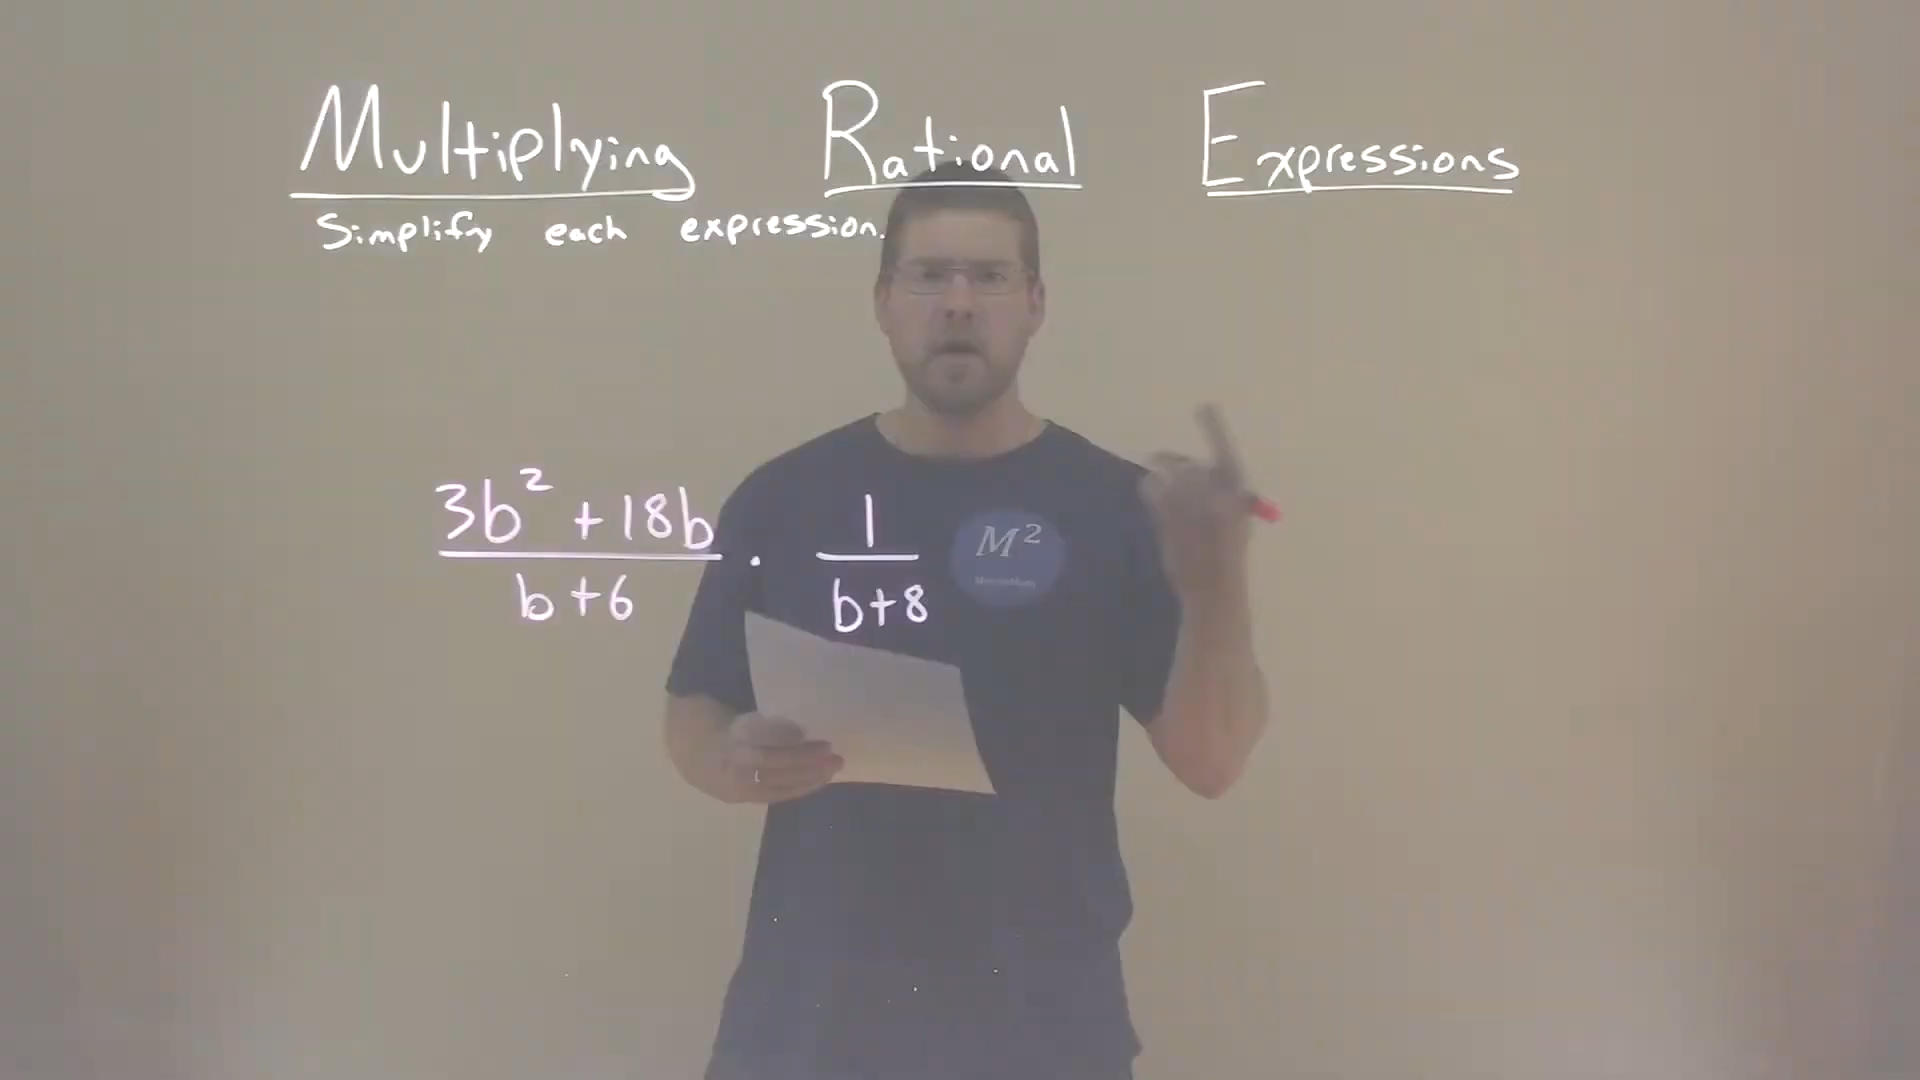 Multiplying Rational Expressions
Simplify each expression.
3b² + 18b / b + 6 · 1 / b + 8
M²